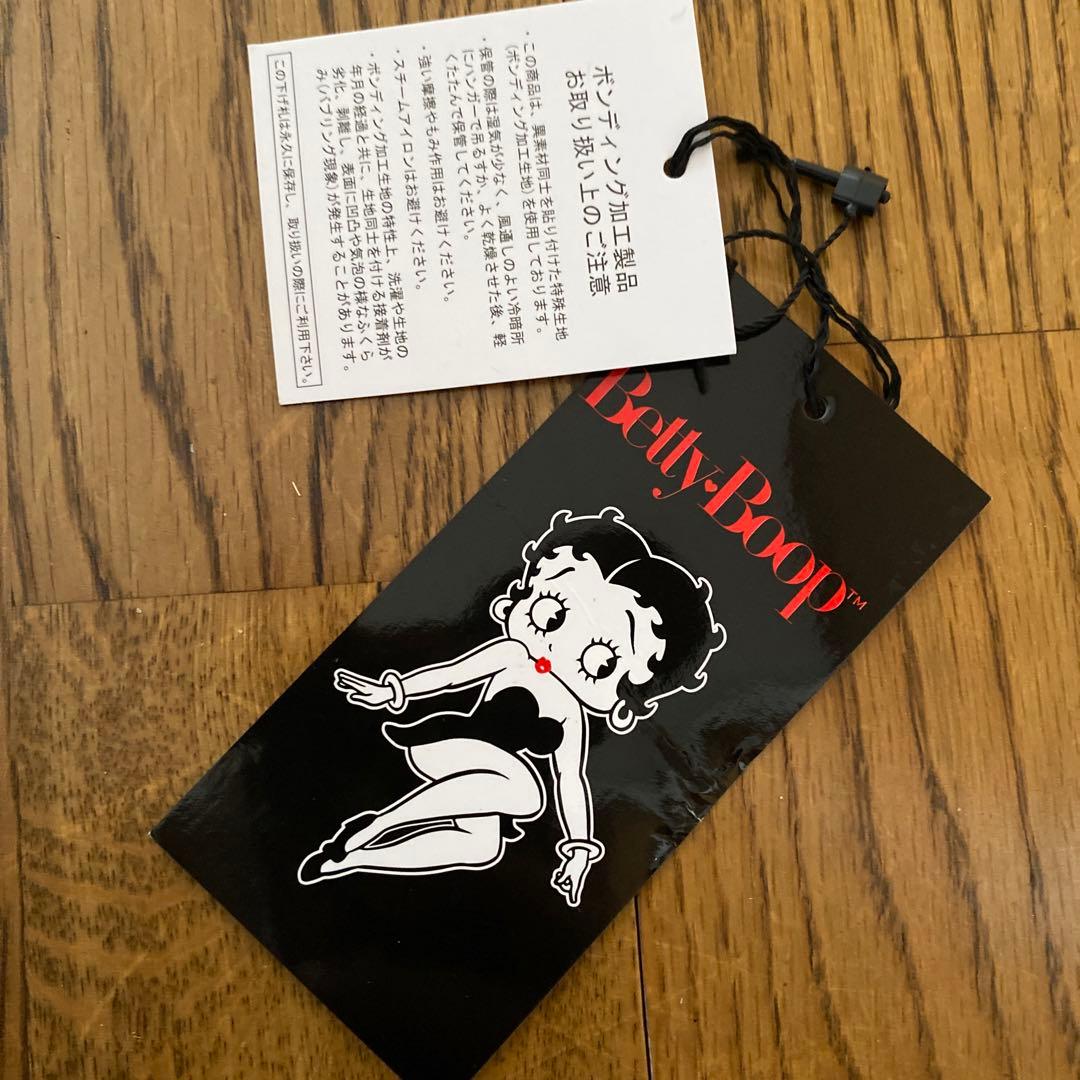 ボンディング加工製品
お取り扱い上のご注意
・この商品は、異素材同士を貼り付けた特殊生地
(ボンディング加工生地)を使用しております。
・保管の際は湿気が少なく、風通しのよい冷暗所
にハンガーで吊るすか、よく乾燥させた後、軽
くたたんで保管してください。
・強い摩擦やもみ作用はお避けください。
・スチームアイロンはお避けください。
・ボンディング加工生地の特性上、洗濯や生地の
年月の経過と共に、生地同士を付ける接着剤が
劣化、剥離し、表面に凹凸や気泡の様なふくら
み(バブリング現象)が発生することがあります。
この下げ札は永久に保存し、取り扱いの際にご利用下さい。
Betty Boop™